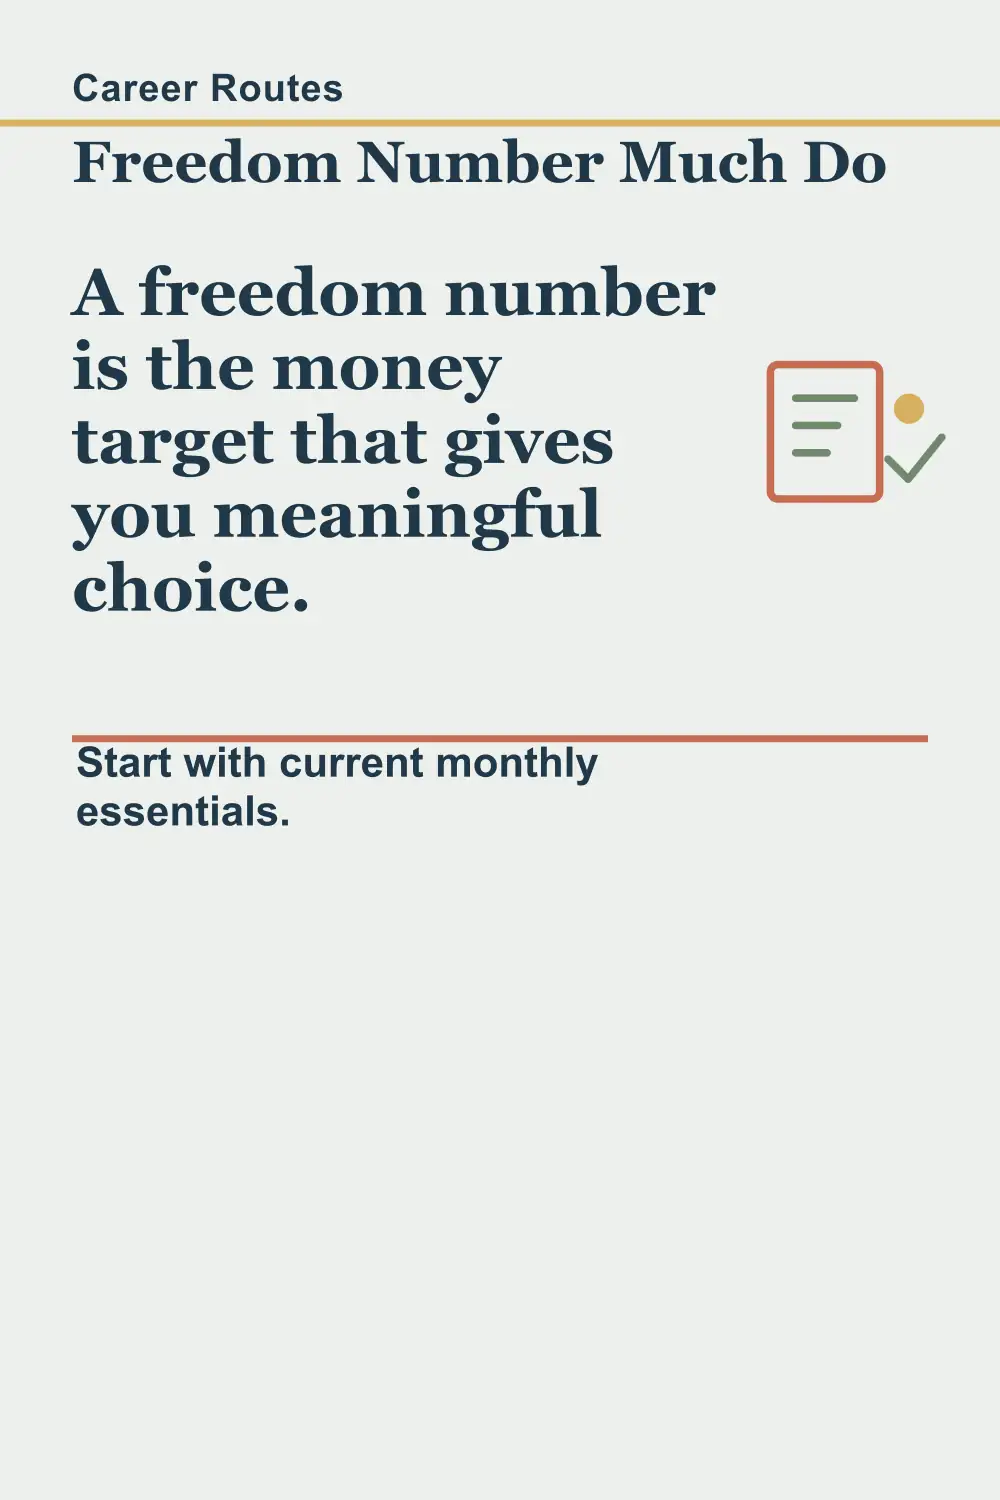 Career Routes
Freedom Number Much Do
A freedom number
is the money
target that gives
you meaningful
choice.
Start with current monthly
essentials.